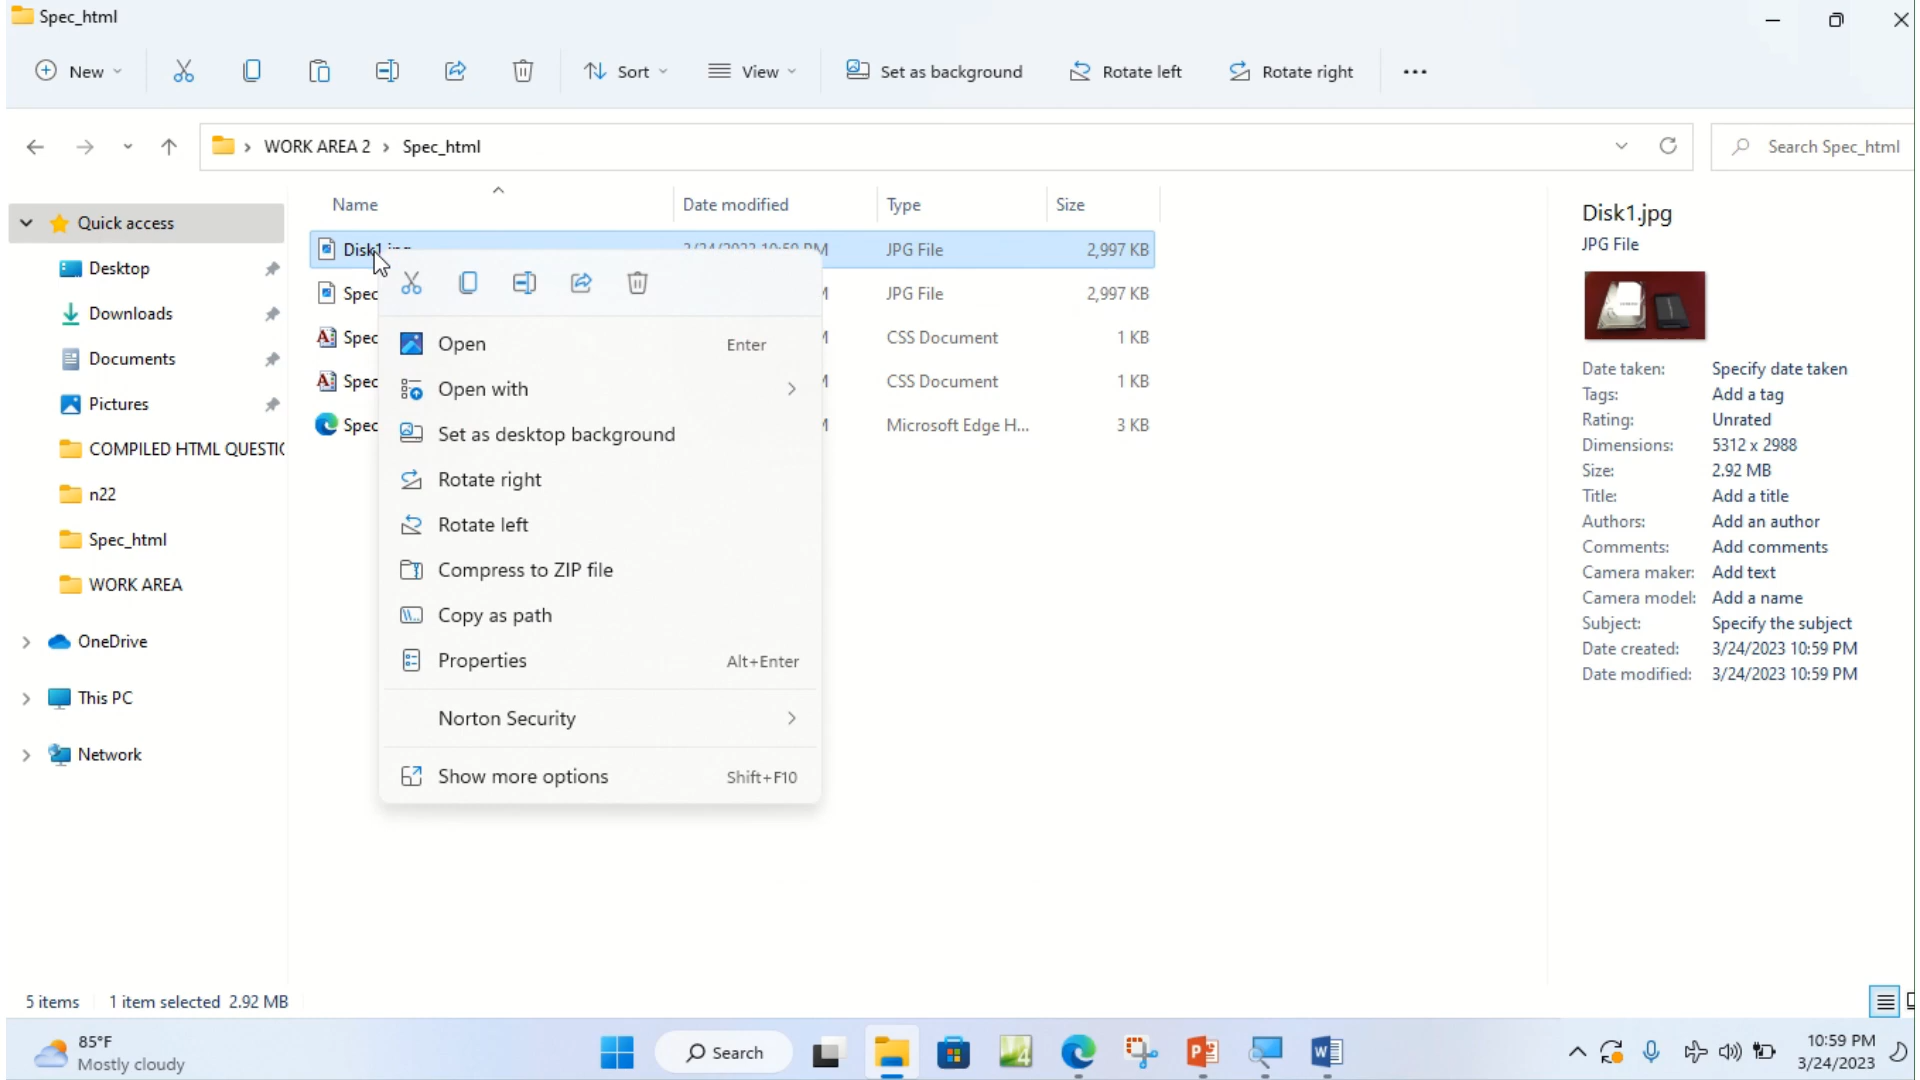 Spec_html
New
Sort
View
Set as background
Rotate left
Rotate right
WORK AREA 2 > Spec_html
Search Spec_html
Name
Date modified
Type
Size
Quick access
Desktop
Downloads
Documents
Pictures
COMPILED HTML QUESTIO
n22
Spec_html
WORK AREA
OneDrive
This PC
Network
Disk1.jpg 3/24/2023 10:59 PM JPG File 2,997 KB
Spec JPG File 2,997 KB
Spec CSS Document 1 KB
Spec CSS Document 1 KB
Spec Microsoft Edge H... 3 KB
Open Enter
Open with
Set as desktop background
Rotate right
Rotate left
Compress to ZIP file
Copy as path
Properties Alt+Enter
Norton Security
Show more options Shift+F10
Disk1.jpg
JPG File
Date taken: Specify date taken
Tags: Add a tag
Rating: Unrated
Dimensions: 5312 x 2988
Size: 2.92 MB
Title: Add a title
Authors: Add an author
Comments: Add comments
Camera maker: Add text
Camera model: Add a name
Subject: Specify the subject
Date created: 3/24/2023 10:59 PM
Date modified: 3/24/2023 10:59 PM
5 items 1 item selected 2.92 MB
85°F
Mostly cloudy
Search
10:59 PM
3/24/2023